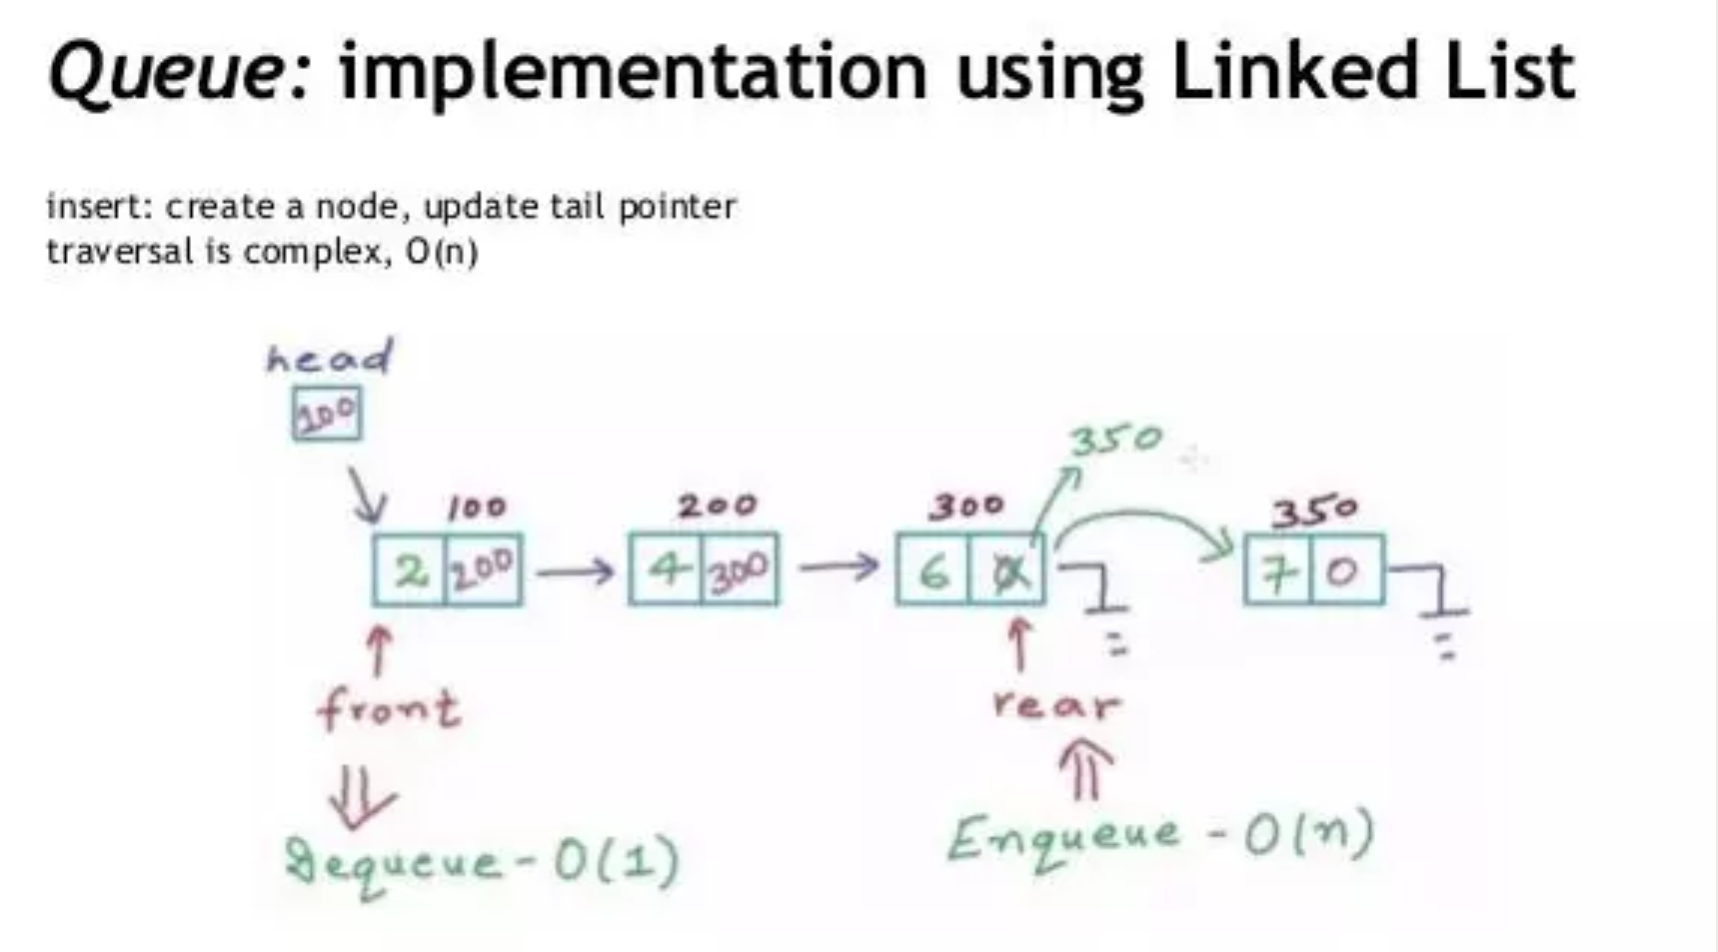 Queue: implementation using Linked List
insert: create a node, update tail pointer
traversal is complex, O(n)
head
100
350
100 200 300 350
2 200 4 300 6 7 0
front rear
Dequeue - O(1)
Enqueue - O(n)